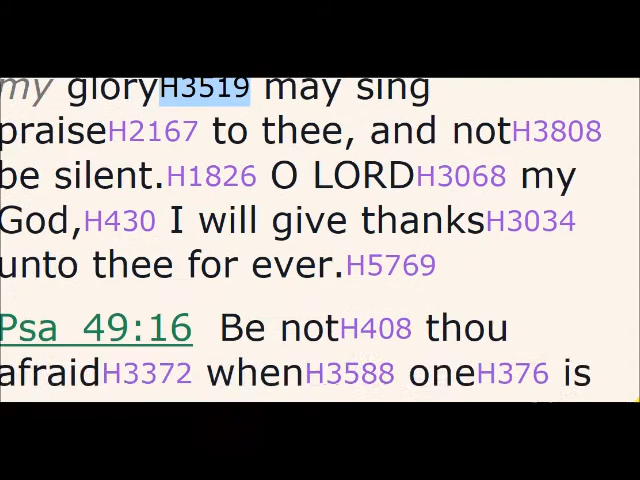 my gloryH3519 may sing
praiseH2167 to thee, and notH3808
be silent.H1826 O LORDH3068 my
God,H430 I will give thanksH3034
unto thee for ever.H5769
Psa 49:16 Be notH408 thou
afraidH3372 whenH3588 oneH376 is